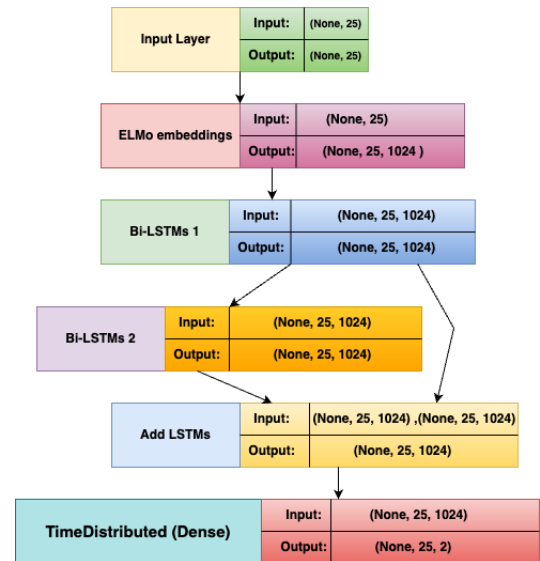 Input Layer
Input: (None, 25)
Output: (None, 25)
ELMo embeddings
Input: (None, 25)
Output: (None, 25, 1024 )
Bi-LSTMs 1
Input: (None, 25, 1024)
Output: (None, 25, 1024)
Bi-LSTMs 2
Input: (None, 25, 1024)
Output: (None, 25, 1024)
Add LSTMs
Input: (None, 25, 1024) ,(None, 25, 1024)
Output: (None, 25, 1024)
TimeDistributed (Dense)
Input: (None, 25, 1024)
Output: (None, 25, 2)